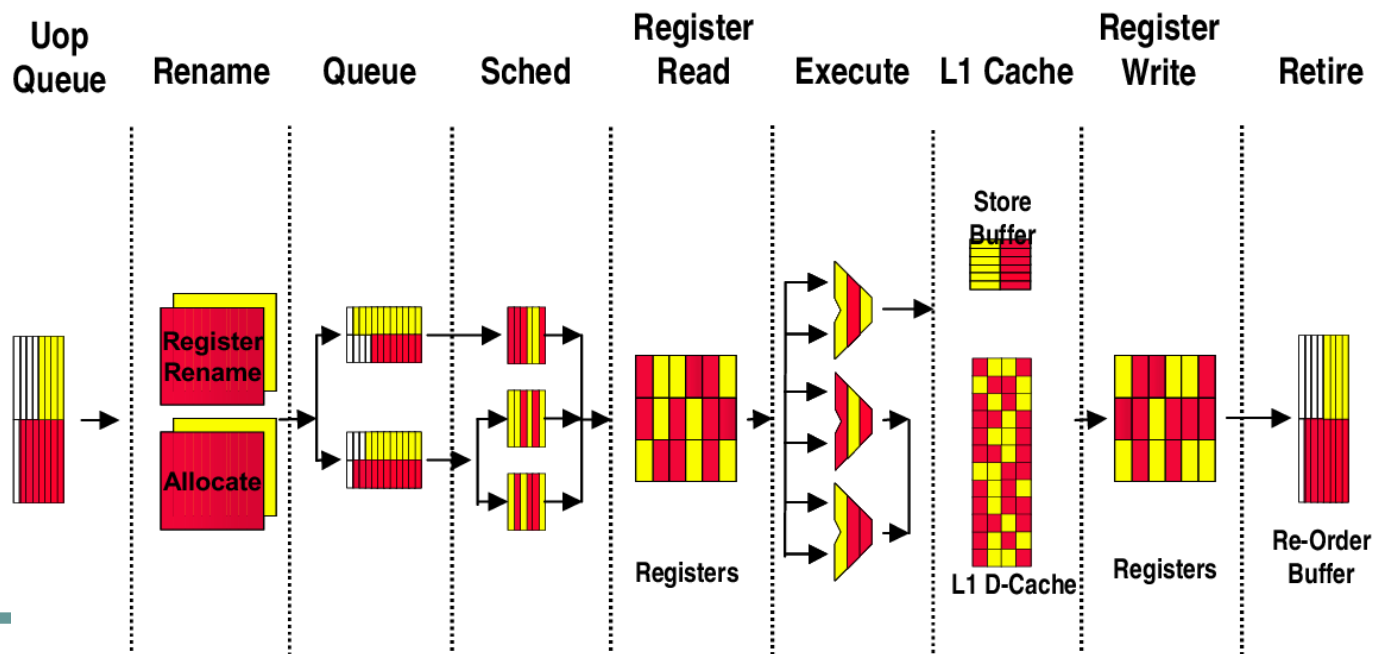 Uop
Queue
Rename
Queue
Sched
Register
Read
Execute
L1 Cache
Register
Write
Retire
Store
Buffer
Register
Rename
Allocate
Registers
L1 D-Cache
Registers
Re-Order
Buffer